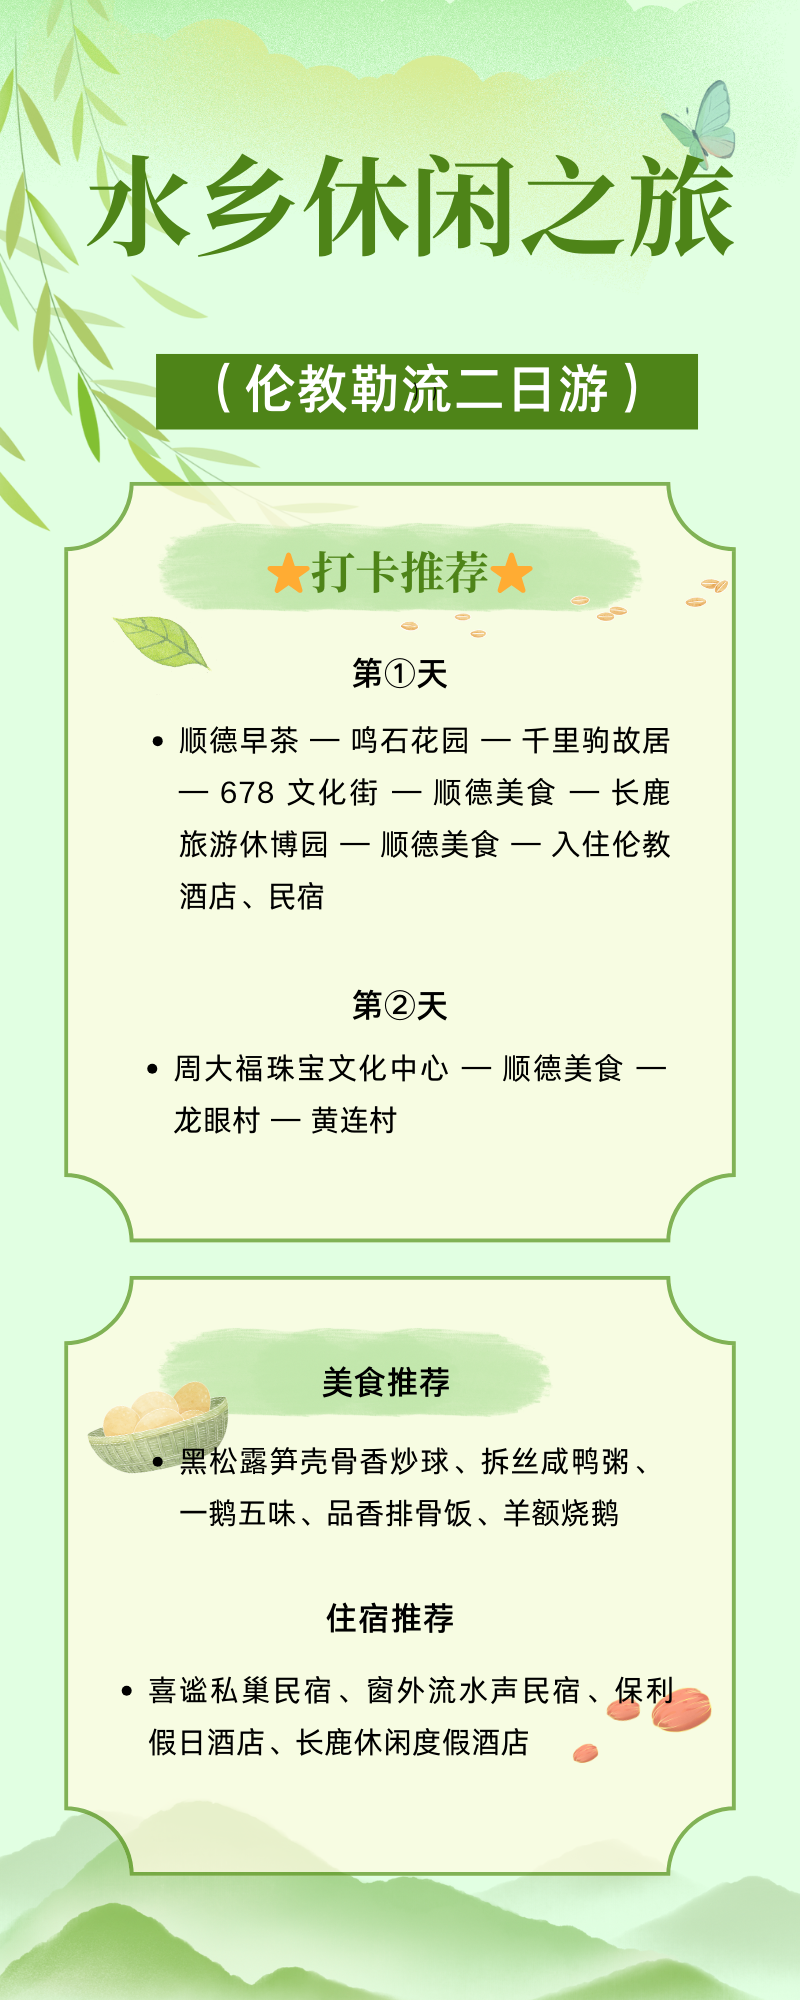 水乡休闲之旅
（伦教勒流二日游）
⭐打卡推荐⭐
第①天
• 顺德早茶 — 鸣石花园 — 千里驹故居
— 678 文化街 — 顺德美食 — 长鹿
旅游休博园 — 顺德美食 — 入住伦教
酒店、民宿
第②天
• 周大福珠宝文化中心 — 顺德美食 —
龙眼村 — 黄连村
美食推荐
• 黑松露笋壳骨香炒球、拆丝咸鸭粥、
一鹅五味、品香排骨饭、羊额烧鹅
住宿推荐
• 喜谧私巢民宿、窗外流水声民宿、保利
假日酒店、长鹿休闲度假酒店